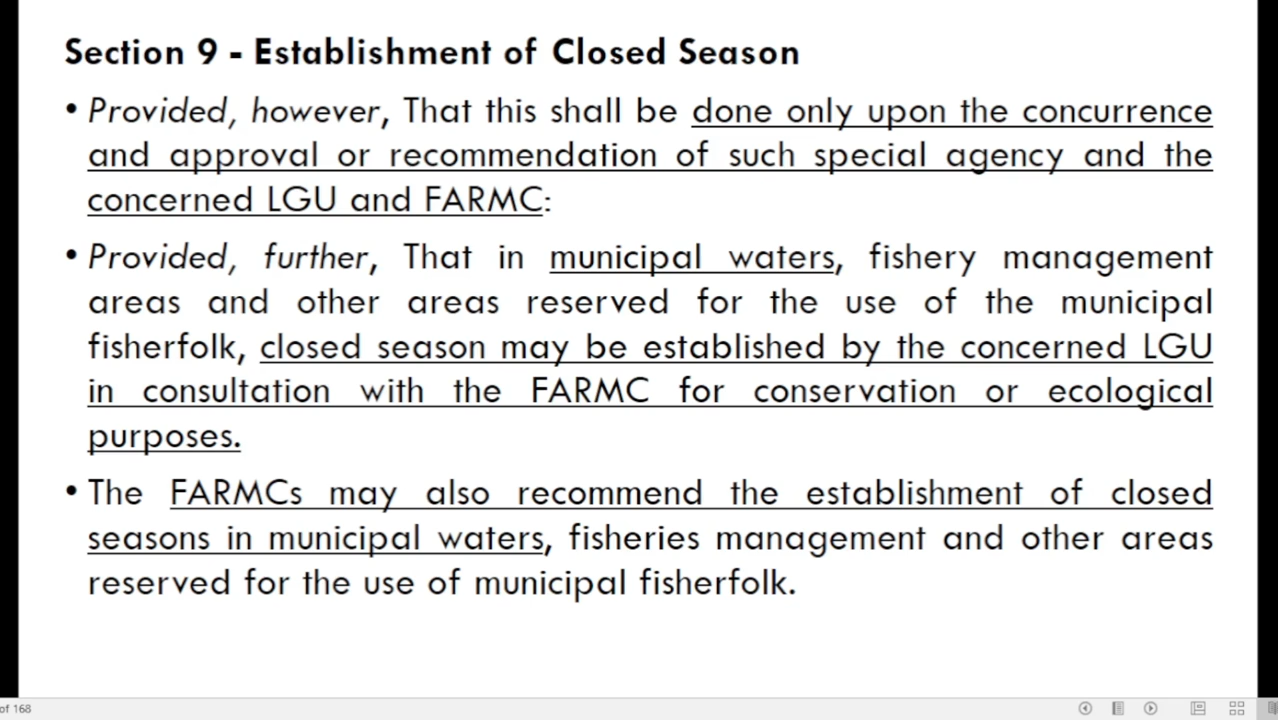 Section 9 - Establishment of Closed Season
• Provided, however, That this shall be done only upon the concurrence
and approval or recommendation of such special agency and the
concerned LGU and FARMC:
• Provided, further, That in municipal waters, fishery management
areas and other areas reserved for the use of the municipal
fisherfolk, closed season may be established by the concerned LGU
in consultation with the FARMC for conservation or ecological
purposes.
• The FARMCs may also recommend the establishment of closed
seasons in municipal waters, fisheries management and other areas
reserved for the use of municipal fisherfolk.
of 168